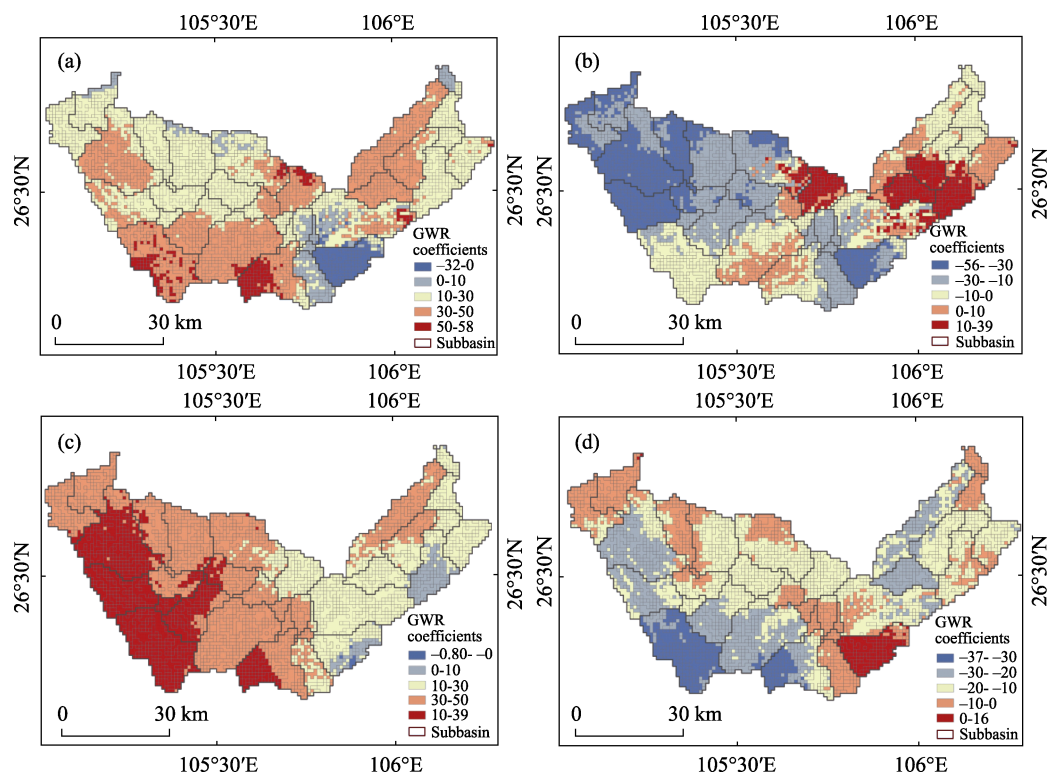 105°30′E 106°E
105°30′E 106°E
(a)
26°30′N
GWR
coefficients
–32-0
0-10
10-30
30-50
50-58
Subbasin
0 30 km
(b)
26°30′N
26°30′N
GWR
coefficients
–56- –30
–30- –10
–10-0
0-10
10-39
Subbasin
0 30 km
105°30′E 106°E
105°30′E 106°E
105°30′E 106°E
105°30′E 106°E
(c)
26°30′N
GWR
coefficients
–0.80- –0
0-10
10-30
30-50
10-39
Subbasin
0 30 km
(d)
26°30′N
26°30′N
GWR
coefficients
–37- –30
–30- –20
–20- –10
–10-0
0-16
Subbasin
0 30 km
105°30′E 106°E
105°30′E 106°E